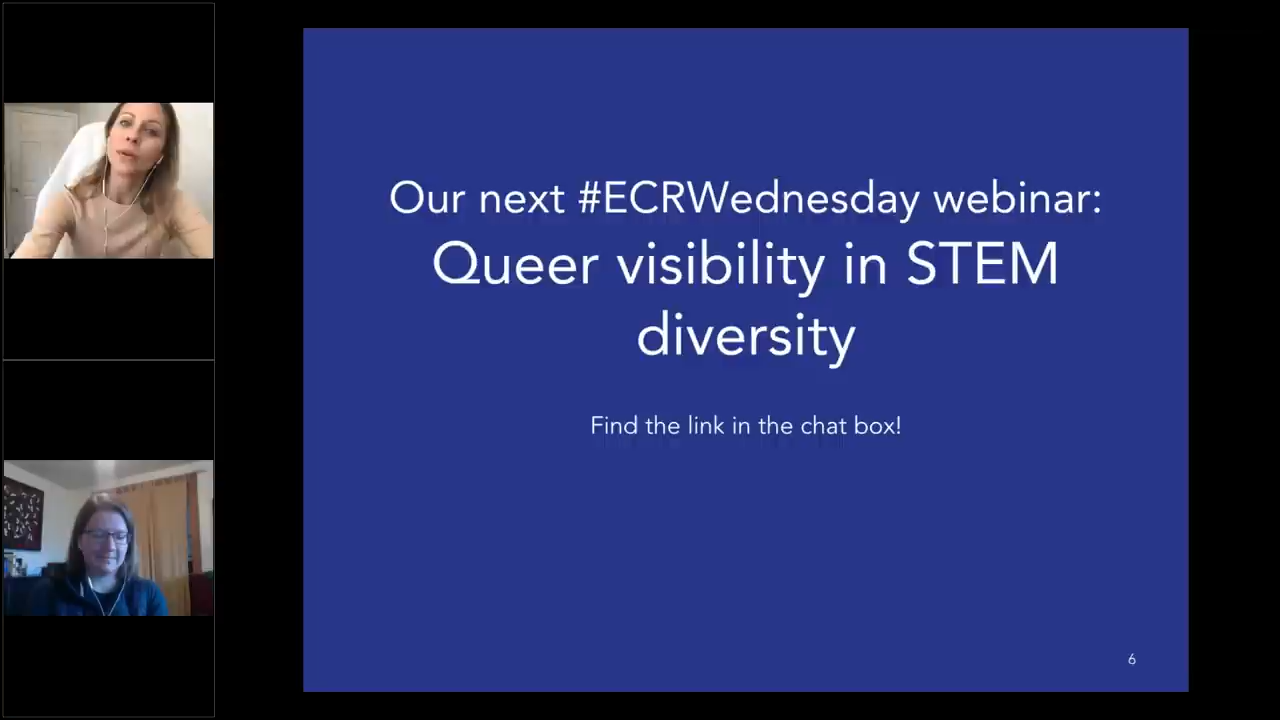 Our next #ECRWednesday webinar:
Queer visibility in STEM
diversity
Find the link in the chat box!
6